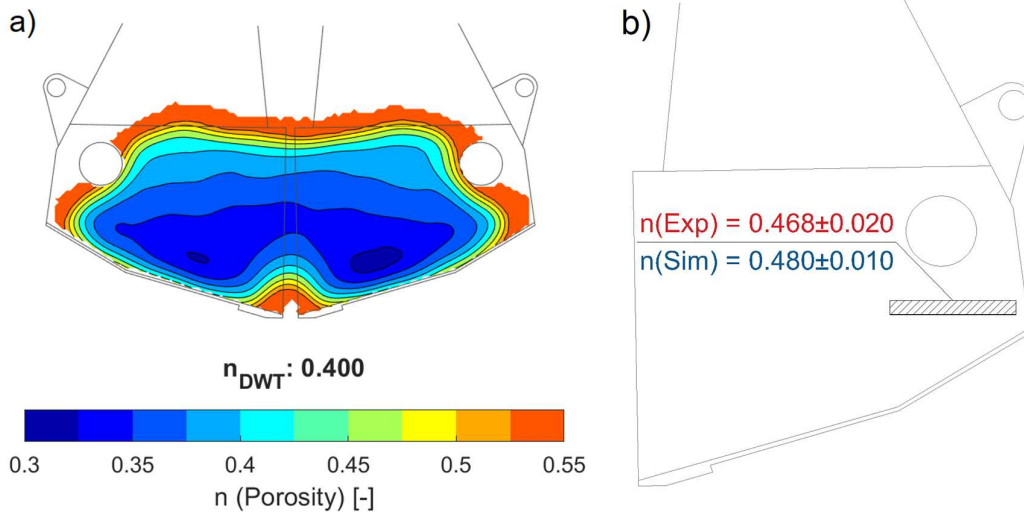 a)
n_DWT: 0.400
0.3 0.35 0.4 0.45 0.5 0.55
n (Porosity) [-]
b)
n(Exp) = 0.468±0.020
n(Sim) = 0.480±0.010